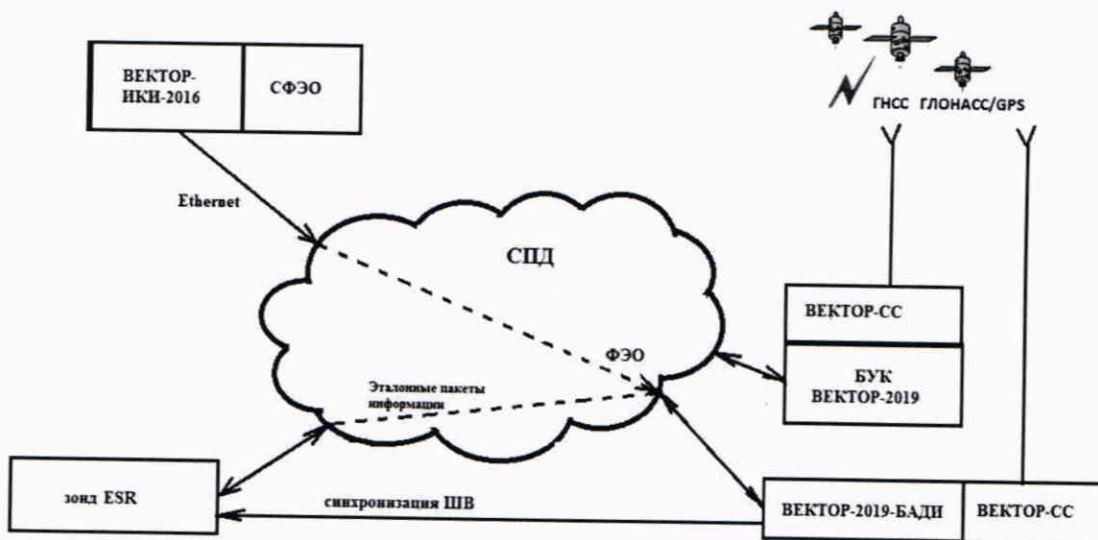 ВЕКТОР-
ИКИ-2016
СФЭО
ГНСС ГЛОНАСС/GPS
Ethernet
СПД
ВЕКТОР-СС
ФЭО
БУК
ВЕКТОР-2019
Эталонные пакеты
информации
зонд ESR
синхронизация ШВ
ВЕКТОР-2019-БАДИ
ВЕКТОР-СС